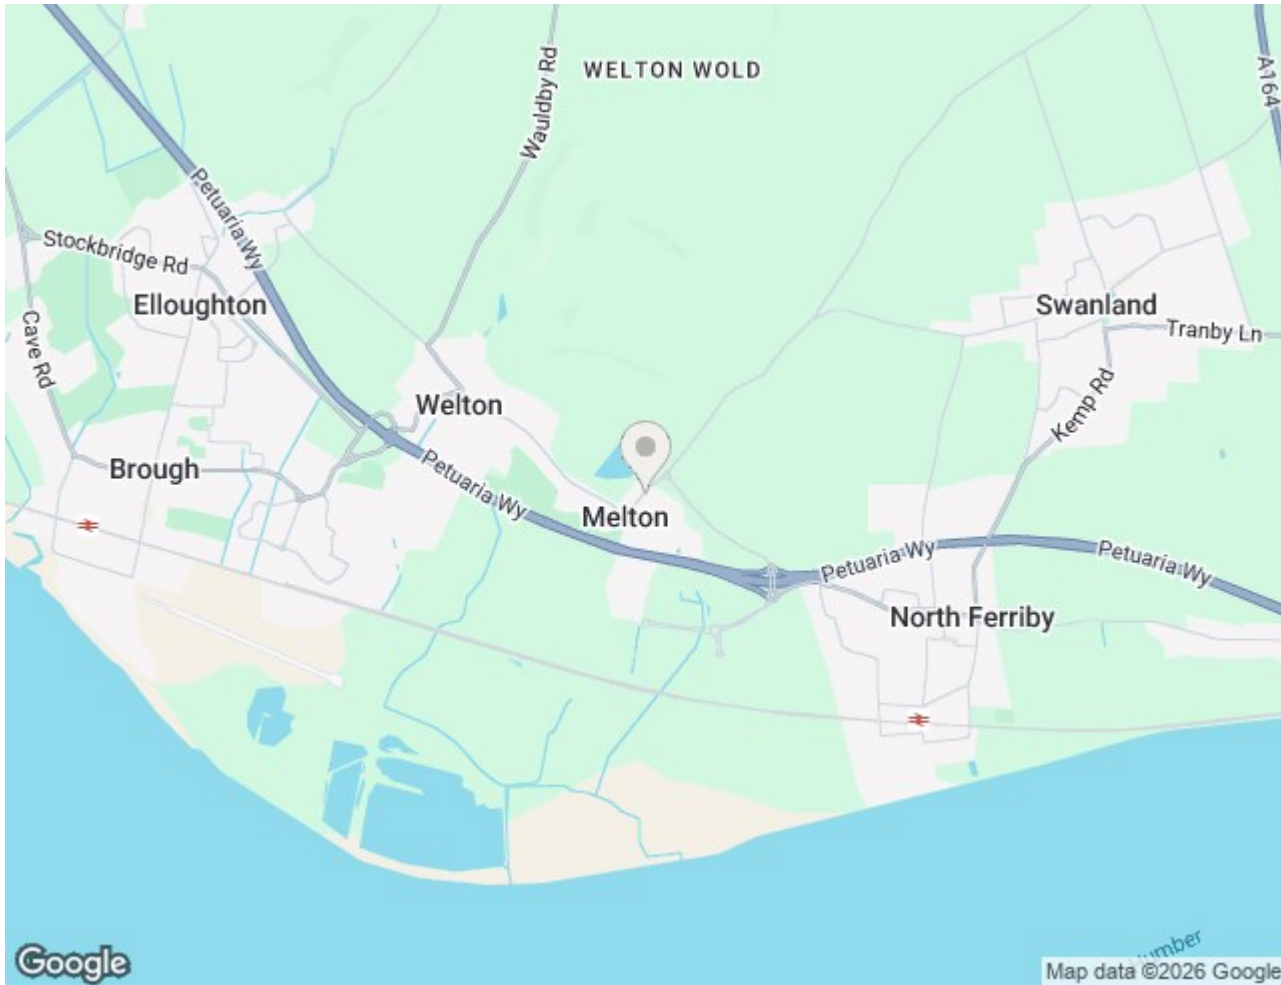 WELTON WOLD
Wauldby Rd
A164
Petuaria Wy
Stockbridge Rd
Elloughton
Swanland
Tranby Ln
Cave Rd
Welton
Kemp Rd
Brough
Petuaria Wy
Melton
Petuaria Wy
Petuaria Wy
North Ferriby
Humber
Google
Map data ©2026 Google